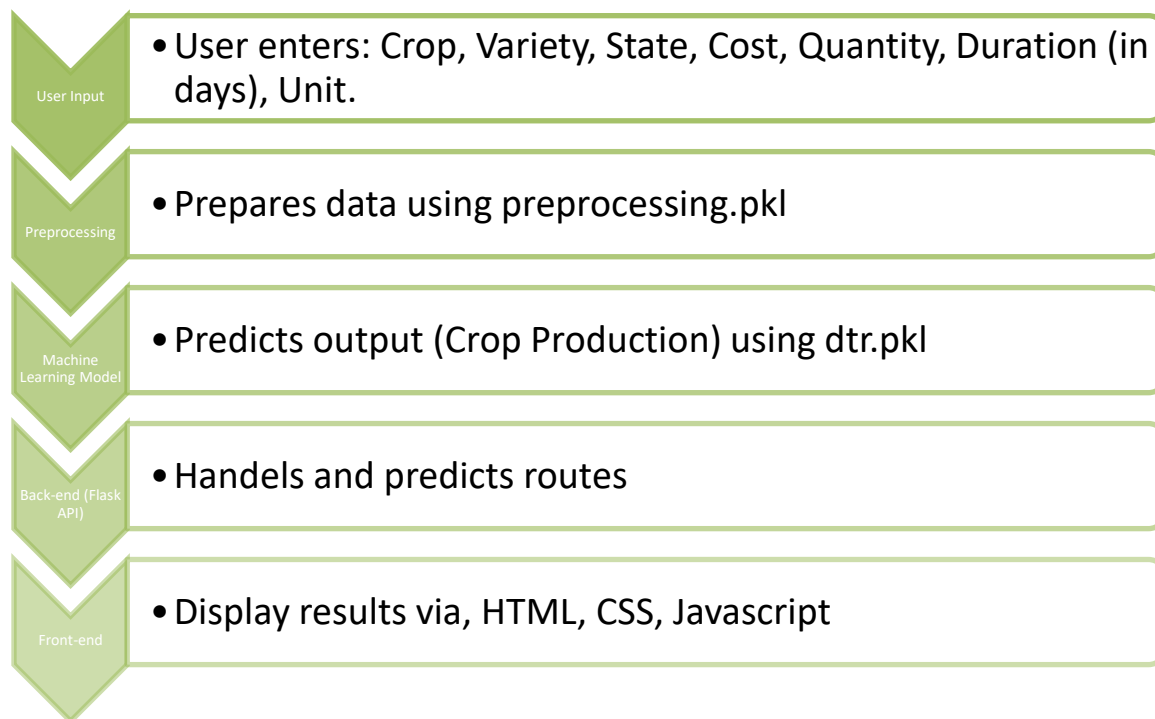 User Input
• User enters: Crop, Variety, State, Cost, Quantity, Duration (in
days), Unit.
Preprocessing
• Prepares data using preprocessing.pkl
Machine
Learning Model
• Predicts output (Crop Production) using dtr.pkl
Back-end (Flask
API)
• Handels and predicts routes
Front-end
• Display results via, HTML, CSS, Javascript